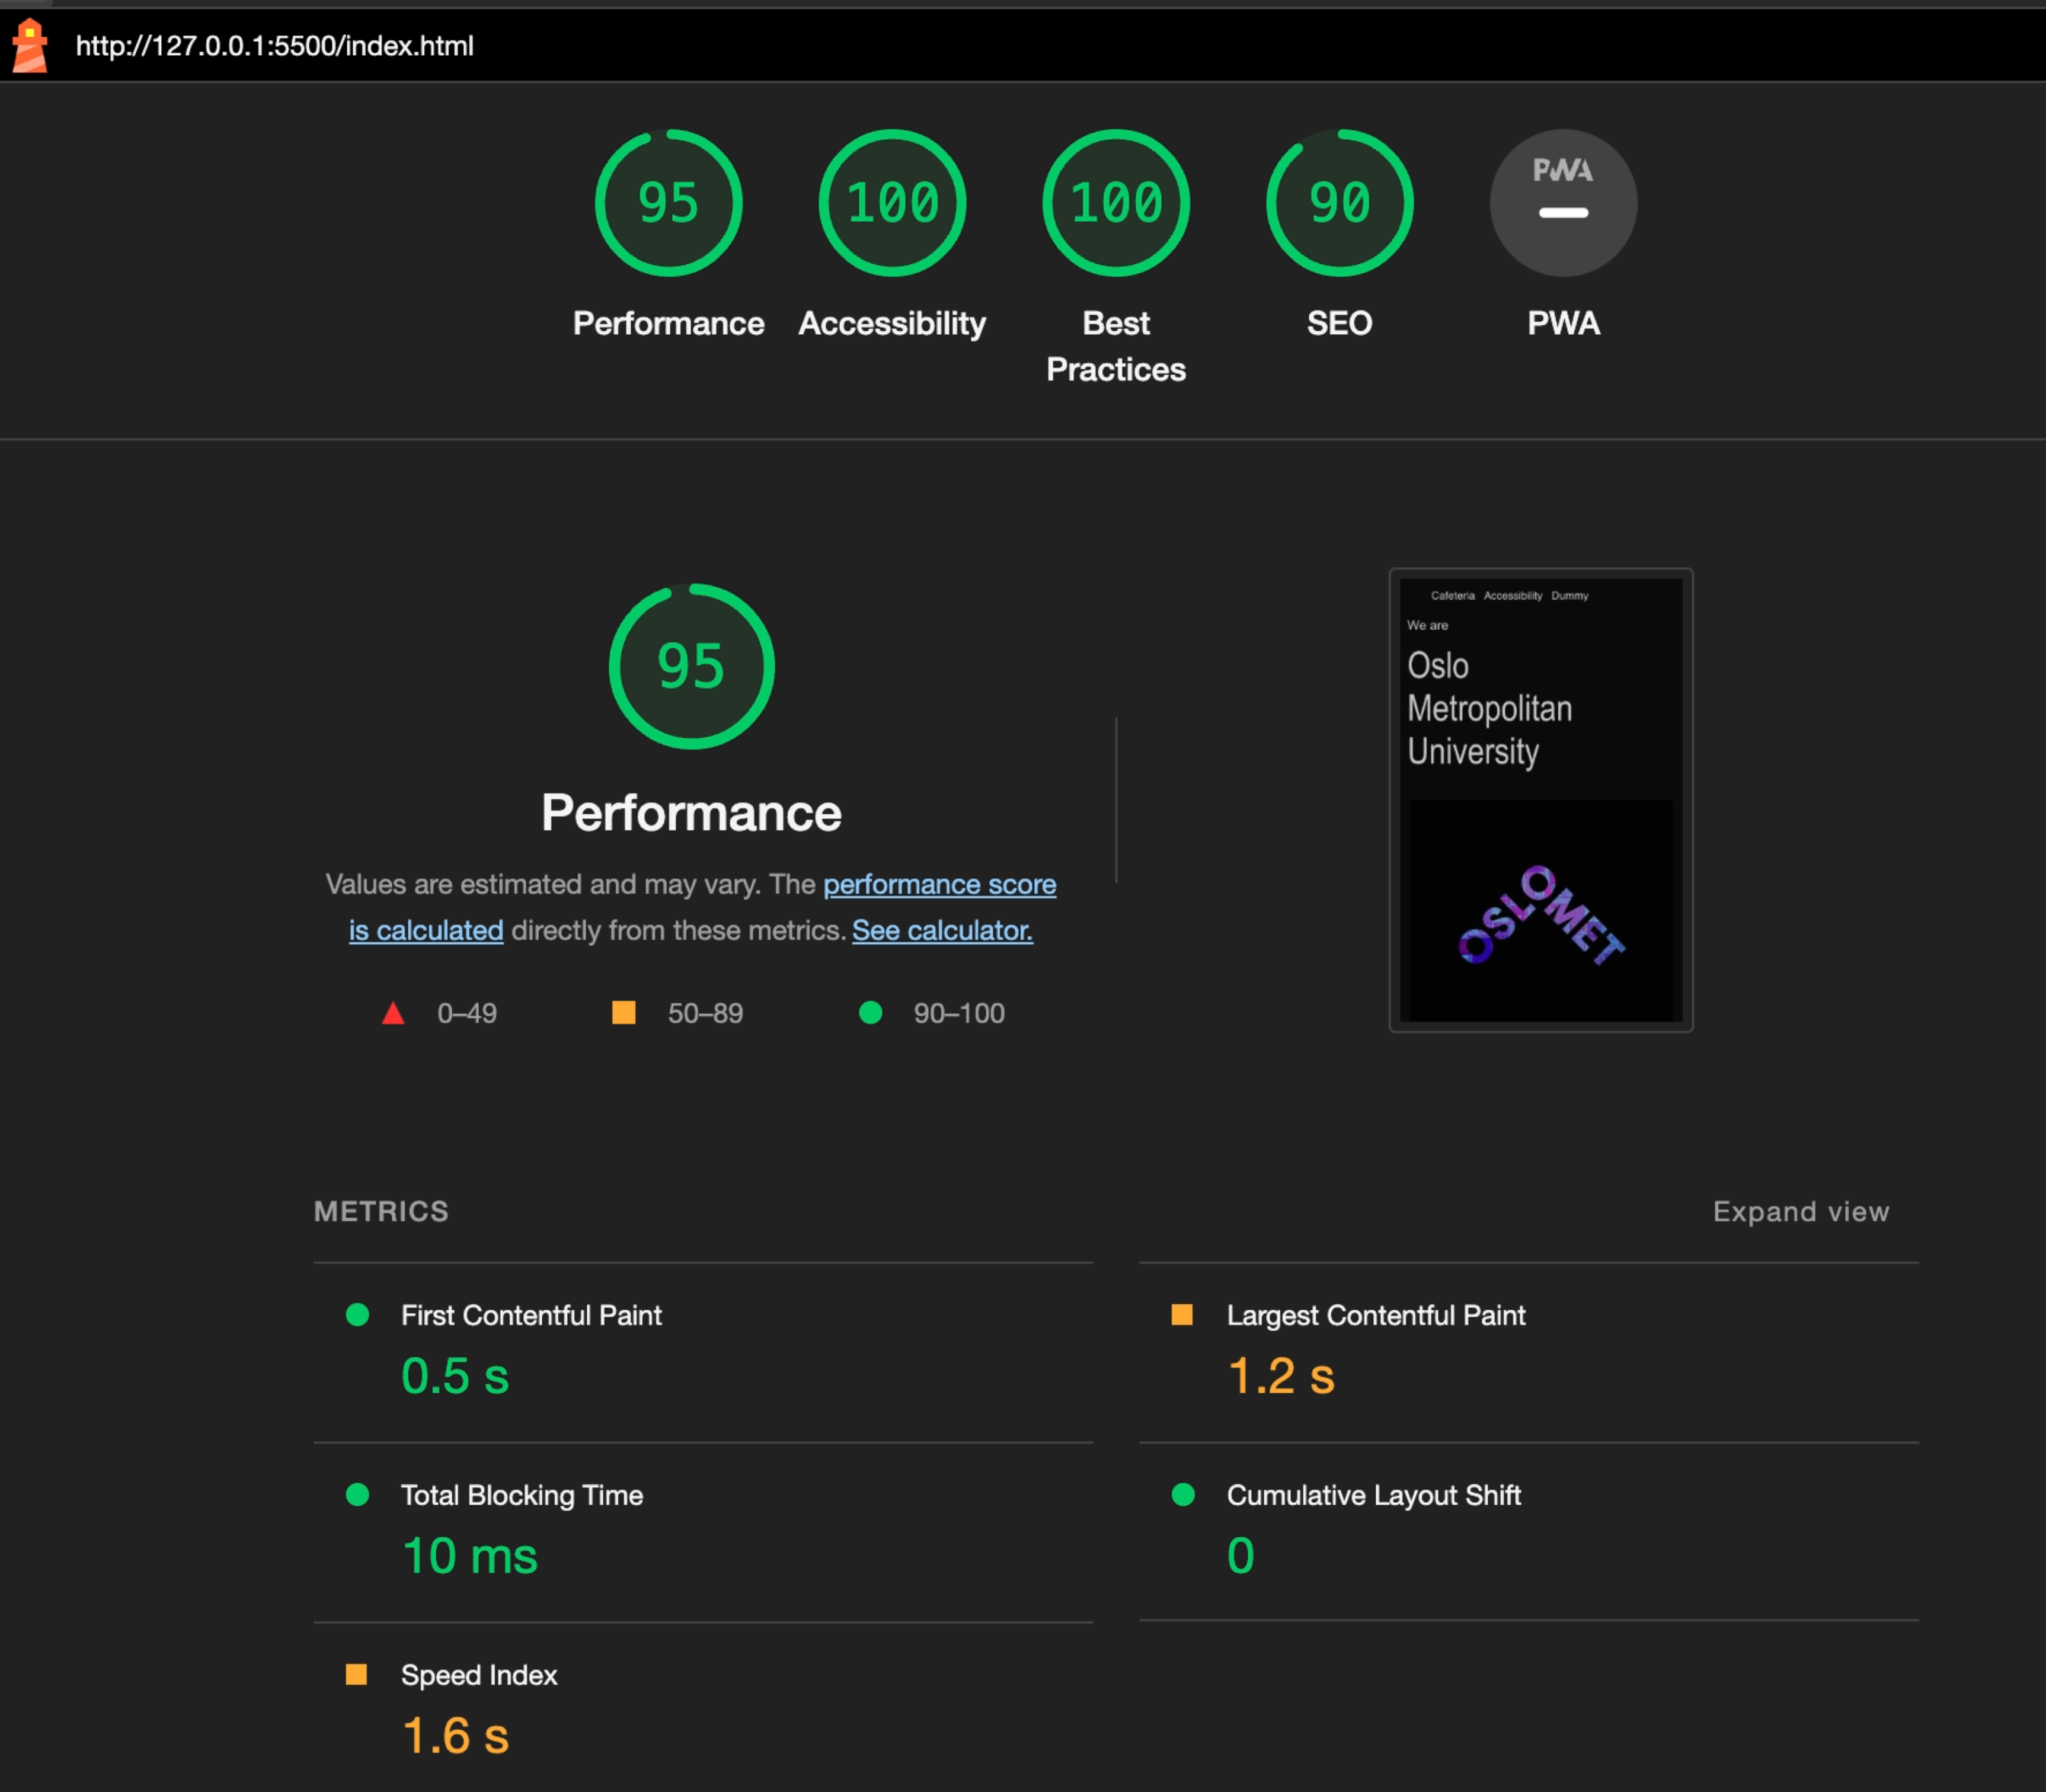 http://127.0.0.1:5500/index.html
95
100
100
90
PWA
Performance
Accessibility
Best
Practices
SEO
PWA
95
Performance
Values are estimated and may vary. The performance score
is calculated directly from these metrics. See calculator.
0–49
50–89
90–100
Cafeteria Accessibility Dummy
We are
Oslo
Metropolitan
University
OSLOMET
METRICS
Expand view
First Contentful Paint
0.5 s
Largest Contentful Paint
1.2 s
Total Blocking Time
10 ms
Cumulative Layout Shift
0
Speed Index
1.6 s